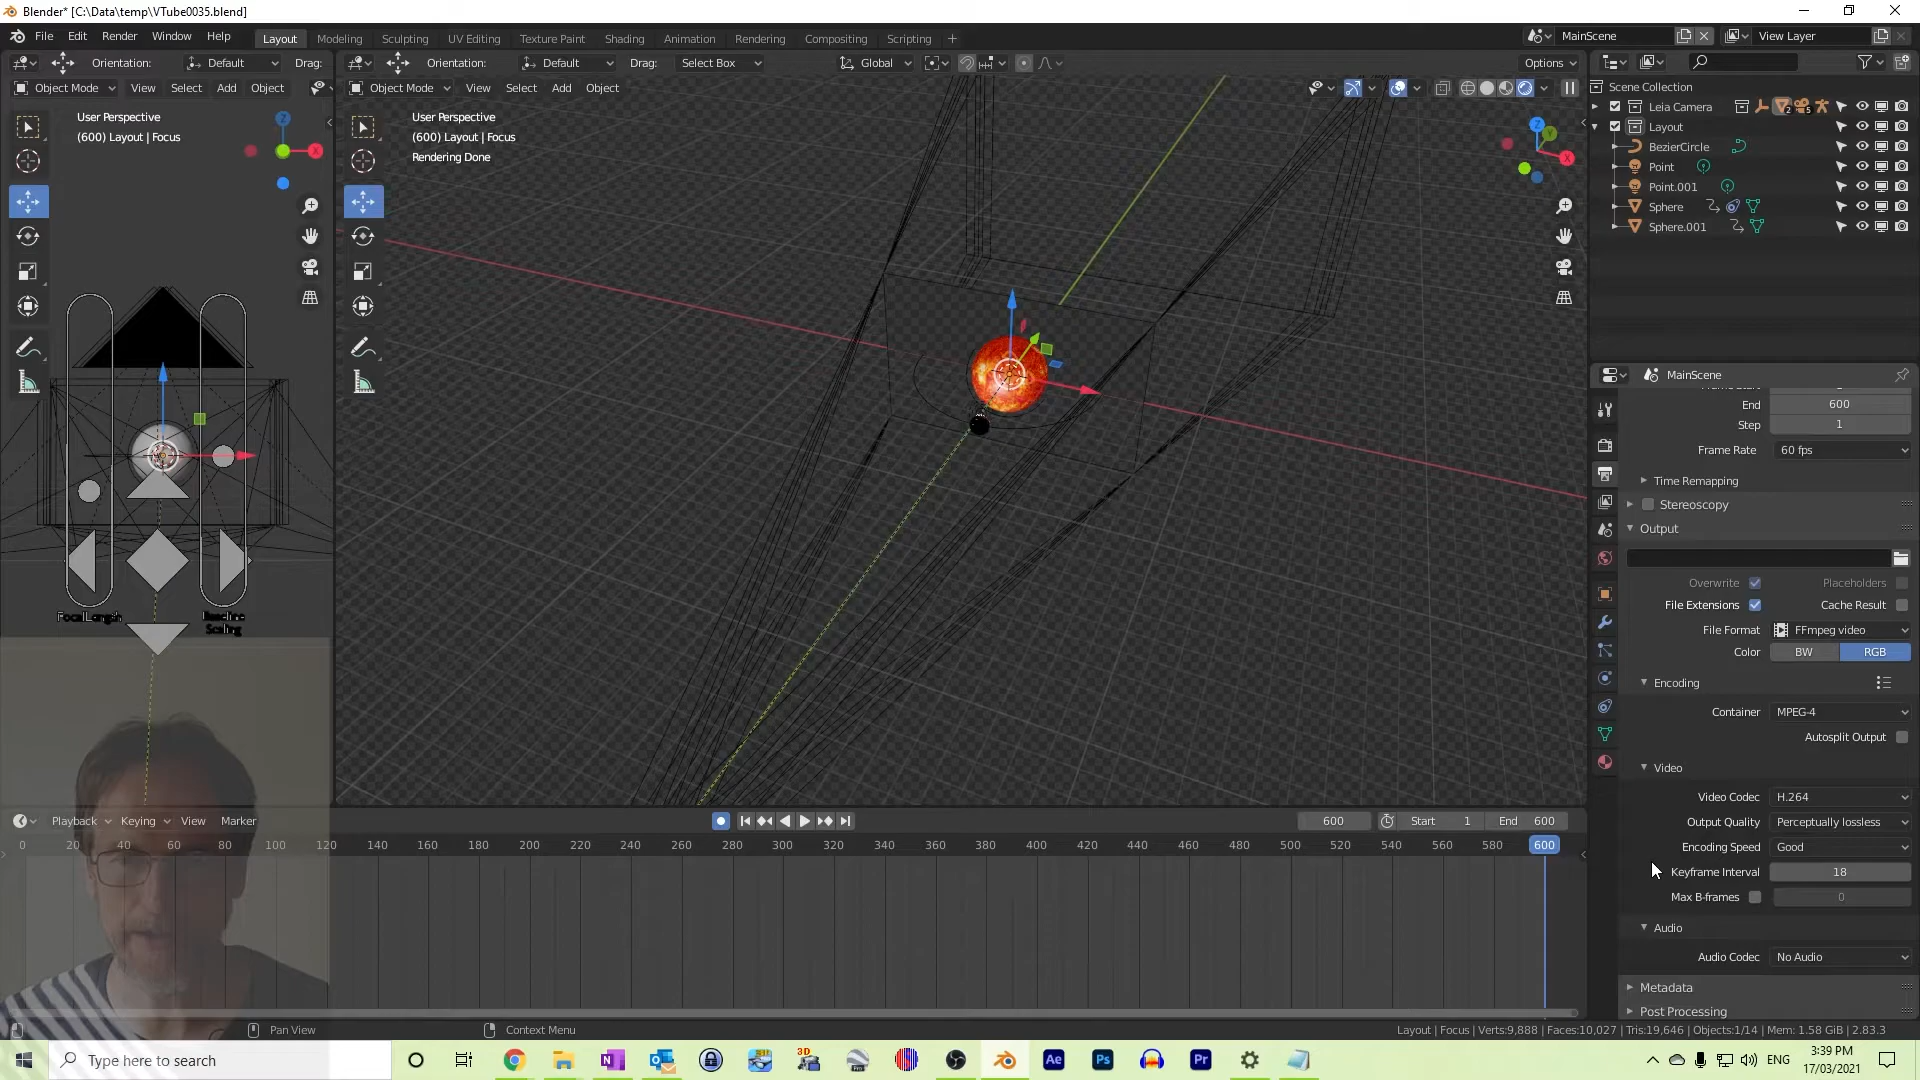 Blender* [C:\Data\temp\VTube0035.blend]
File Edit Render Window Help Layout Modeling Sculpting UV Editing Texture Paint Shading Animation Rendering Compositing Scripting MainScene View Layer
Orientation: Default Drag: Orientation: Default Drag: Select Box Global Options
Object Mode View Select Add Object Object Mode View Select Add Object
User Perspective
(600) Layout | Focus
User Perspective
(600) Layout | Focus
Rendering Done
Scene Collection
Leia Camera
Layout
BezierCircle
Point
Point.001
Sphere
Sphere.001
MainScene
End 600
Step 1
Frame Rate 60 fps
Time Remapping
Stereoscopy
Output
Overwrite Placeholders
File Extensions Cache Result
File Format FFmpeg video
Color BW RGB
Encoding
Container MPEG-4
Autosplit Output
Video
Video Codec H.264
Output Quality Perceptually lossless
Encoding Speed Good
Keyframe Interval 18
Max B-frames 0
Audio
Audio Codec No Audio
Metadata
Post Processing
X
Z
X
Z
Y
FocalLength
Baseline
Scaling
Playback Keying View Marker 600 Start 1 End 600
0 20 40 60 80 100 120 140 160 180 200 220 240 260 280 300 320 340 360 380 400 420 440 460 480 500 520 540 560 580 600
Pan View Context Menu Layout | Focus | Verts:9,888 | Faces:10,027 | Tris:19,646 | Objects:1/14 | Mem: 1.58 GiB | 2.83.3
Type here to search
3D
Ae
Ps
Pr
ENG
3:39 PM
17/03/2021